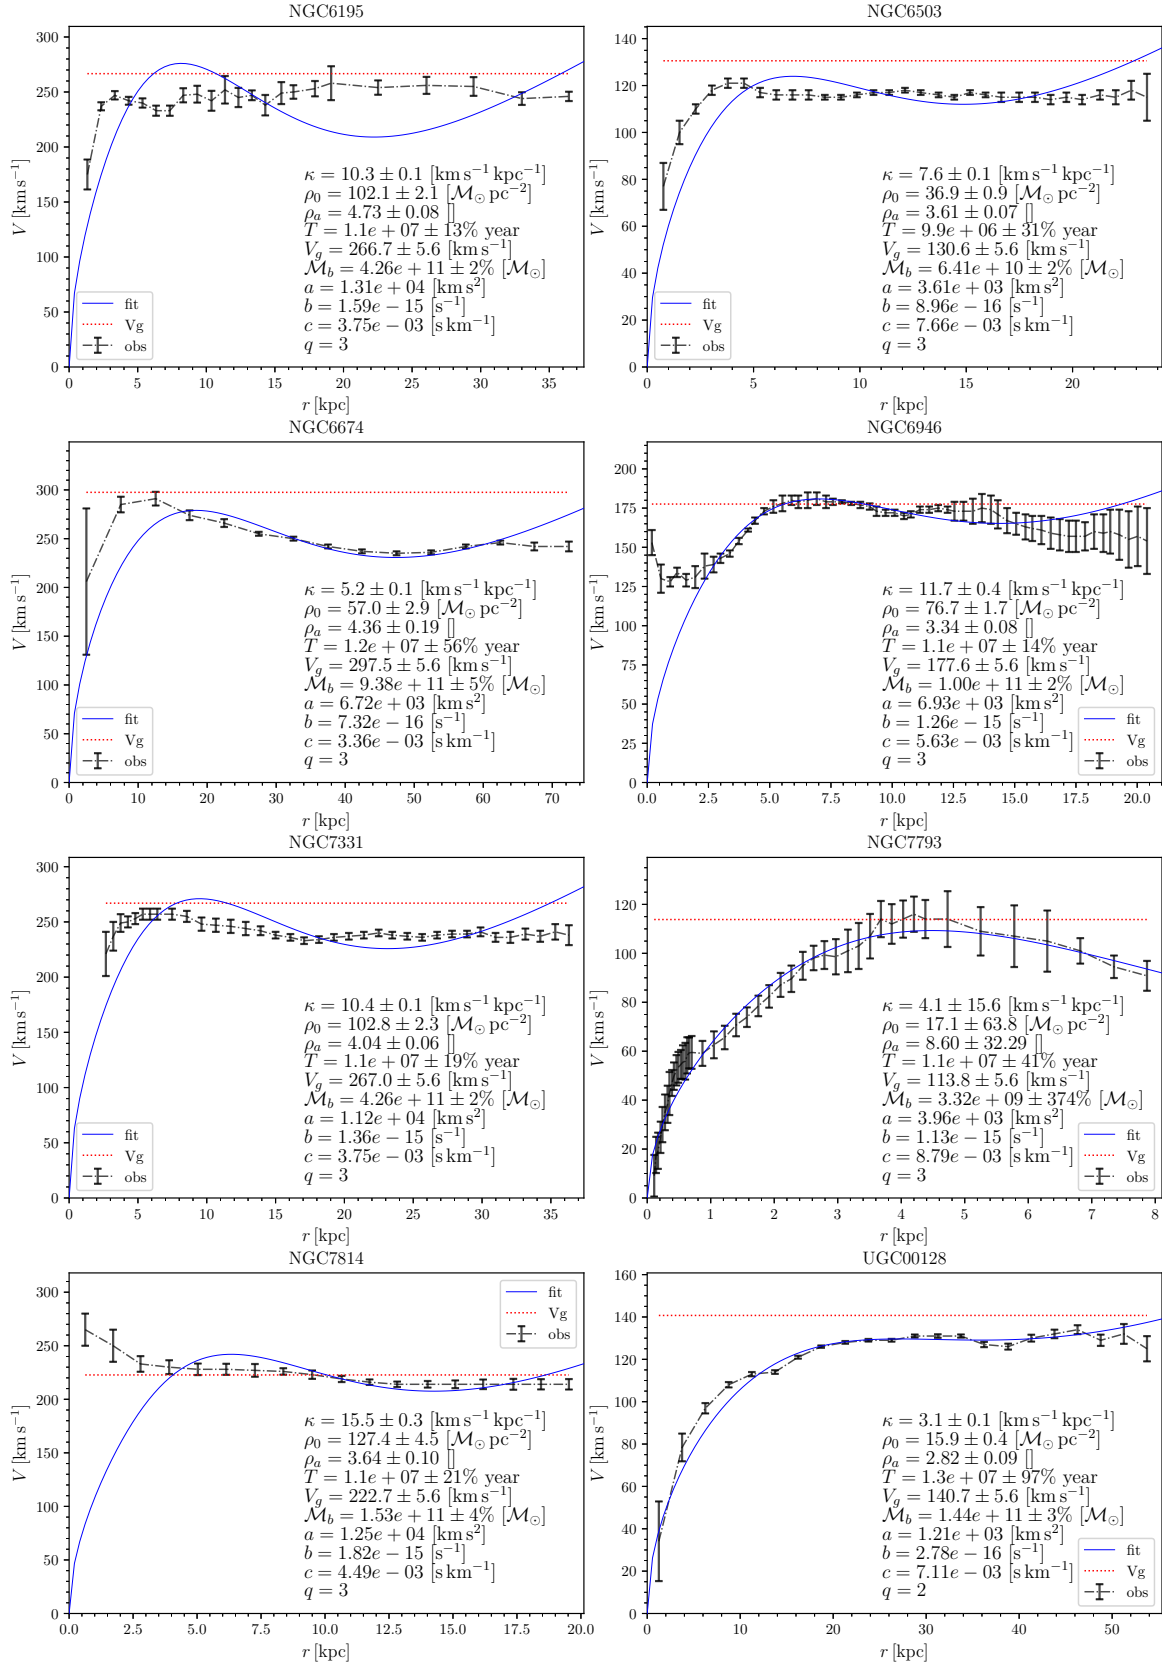 NGC6195
300
250
200
150
100
50
0
V [km s⁻¹]
κ = 10.3 ± 0.1 [km s⁻¹ kpc⁻¹]
ρ₀ = 102.1 ± 2.1 [ℳ⊙ pc⁻²]
ρₐ = 4.73 ± 0.08 []
T = 1.1e + 07 ± 13% year
V_g = 266.7 ± 5.6 [km s⁻¹]
ℳ_b = 4.26e + 11 ± 2% [ℳ⊙]
a = 1.31e + 04 [km s²]
b = 1.59e − 15 [s⁻¹]
c = 3.75e − 03 [s km⁻¹]
q = 3
fit
Vg
obs
0 5 10 15 20 25 30 35
r [kpc]
NGC6503
140
120
100
80
60
40
20
0
V [km s⁻¹]
κ = 7.6 ± 0.1 [km s⁻¹ kpc⁻¹]
ρ₀ = 36.9 ± 0.9 [ℳ⊙ pc⁻²]
ρₐ = 3.61 ± 0.07 []
T = 9.9e + 06 ± 31% year
V_g = 130.6 ± 5.6 [km s⁻¹]
ℳ_b = 6.41e + 10 ± 2% [ℳ⊙]
a = 3.61e + 03 [km s²]
b = 8.96e − 16 [s⁻¹]
c = 7.66e − 03 [s km⁻¹]
q = 3
fit
Vg
obs
0 5 10 15 20
r [kpc]
NGC6674
300
250
200
150
100
50
0
V [km s⁻¹]
κ = 5.2 ± 0.1 [km s⁻¹ kpc⁻¹]
ρ₀ = 57.0 ± 2.9 [ℳ⊙ pc⁻²]
ρₐ = 4.36 ± 0.19 []
T = 1.2e + 07 ± 56% year
V_g = 297.5 ± 5.6 [km s⁻¹]
ℳ_b = 9.38e + 11 ± 5% [ℳ⊙]
a = 6.72e + 03 [km s²]
b = 7.32e − 16 [s⁻¹]
c = 3.36e − 03 [s km⁻¹]
q = 3
fit
Vg
obs
0 10 20 30 40 50 60 70
r [kpc]
NGC6946
200
175
150
125
100
75
50
25
0
V [km s⁻¹]
κ = 11.7 ± 0.4 [km s⁻¹ kpc⁻¹]
ρ₀ = 76.7 ± 1.7 [ℳ⊙ pc⁻²]
ρₐ = 3.34 ± 0.08 []
T = 1.1e + 07 ± 14% year
V_g = 177.6 ± 5.6 [km s⁻¹]
ℳ_b = 1.00e + 11 ± 2% [ℳ⊙]
a = 6.93e + 03 [km s²]
b = 1.26e − 15 [s⁻¹]
c = 5.63e − 03 [s km⁻¹]
q = 3
fit
Vg
obs
0.0 2.5 5.0 7.5 10.0 12.5 15.0 17.5 20.0
r [kpc]
NGC7331
300
250
200
150
100
50
0
V [km s⁻¹]
κ = 10.4 ± 0.1 [km s⁻¹ kpc⁻¹]
ρ₀ = 102.8 ± 2.3 [ℳ⊙ pc⁻²]
ρₐ = 4.04 ± 0.06 []
T = 1.1e + 07 ± 19% year
V_g = 267.0 ± 5.6 [km s⁻¹]
ℳ_b = 4.26e + 11 ± 2% [ℳ⊙]
a = 1.12e + 04 [km s²]
b = 1.36e − 15 [s⁻¹]
c = 3.75e − 03 [s km⁻¹]
q = 3
fit
Vg
obs
0 5 10 15 20 25 30 35
r [kpc]
NGC7793
120
100
80
60
40
20
0
V [km s⁻¹]
κ = 4.1 ± 15.6 [km s⁻¹ kpc⁻¹]
ρ₀ = 17.1 ± 63.8 [ℳ⊙ pc⁻²]
ρₐ = 8.60 ± 32.29 []
T = 1.1e + 07 ± 41% year
V_g = 113.8 ± 5.6 [km s⁻¹]
ℳ_b = 3.32e + 09 ± 374% [ℳ⊙]
a = 3.96e + 03 [km s²]
b = 1.13e − 15 [s⁻¹]
c = 8.79e − 03 [s km⁻¹]
q = 3
fit
Vg
obs
0 1 2 3 4 5 6 7 8
r [kpc]
NGC7814
300
250
200
150
100
50
0
V [km s⁻¹]
fit
Vg
obs
κ = 15.5 ± 0.3 [km s⁻¹ kpc⁻¹]
ρ₀ = 127.4 ± 4.5 [ℳ⊙ pc⁻²]
ρₐ = 3.64 ± 0.10 []
T = 1.1e + 07 ± 21% year
V_g = 222.7 ± 5.6 [km s⁻¹]
ℳ_b = 1.53e + 11 ± 4% [ℳ⊙]
a = 1.25e + 04 [km s²]
b = 1.82e − 15 [s⁻¹]
c = 4.49e − 03 [s km⁻¹]
q = 3
0.0 2.5 5.0 7.5 10.0 12.5 15.0 17.5 20.0
r [kpc]
UGC00128
160
140
120
100
80
60
40
20
0
V [km s⁻¹]
κ = 3.1 ± 0.1 [km s⁻¹ kpc⁻¹]
ρ₀ = 15.9 ± 0.4 [ℳ⊙ pc⁻²]
ρₐ = 2.82 ± 0.09 []
T = 1.3e + 07 ± 97% year
V_g = 140.7 ± 5.6 [km s⁻¹]
ℳ_b = 1.44e + 11 ± 3% [ℳ⊙]
a = 1.21e + 03 [km s²]
b = 2.78e − 16 [s⁻¹]
c = 7.11e − 03 [s km⁻¹]
q = 2
fit
Vg
obs
0 10 20 30 40 50
r [kpc]